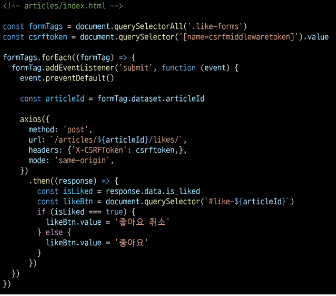 <!-- articles/index.html -->
const formTags = document.querySelectorAll('.like-forms')
const csrftoken = document.querySelector('[name=csrfmiddlewaretoken]').value
formTags.forEach((formTag) => {
formTag.addEventListener('submit', function (event) {
event.preventDefault()
const articleId = formTag.dataset.articleId
axios({
method: 'post',
url: `/articles/${articleId}/likes/`,
headers: {'X-CSRFToken': csrftoken,},
mode: 'same-origin',
})
.then((response) => {
const isLiked = response.data.is_liked
const likeBtn = document.querySelector(`#like-${articleId}`)
if (isLiked === true) {
likeBtn.value = '좋아요 취소'
} else {
likeBtn.value = '좋아요'
}
})
})
})